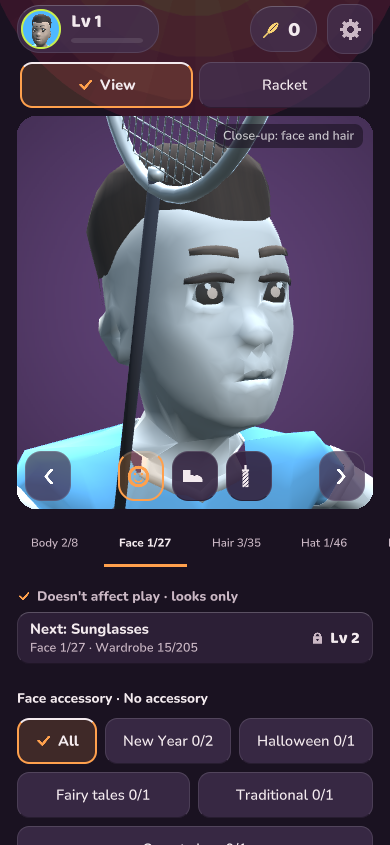 Lv 1
0
View
Racket
Close-up: face and hair
Body 2/8
Face 1/27
Hair 3/35
Hat 1/46
Doesn't affect play · looks only
Next: Sunglasses
Face 1/27 · Wardrobe 15/205
Lv 2
Face accessory · No accessory
All
New Year 0/2
Halloween 0/1
Fairy tales 0/1
Traditional 0/1